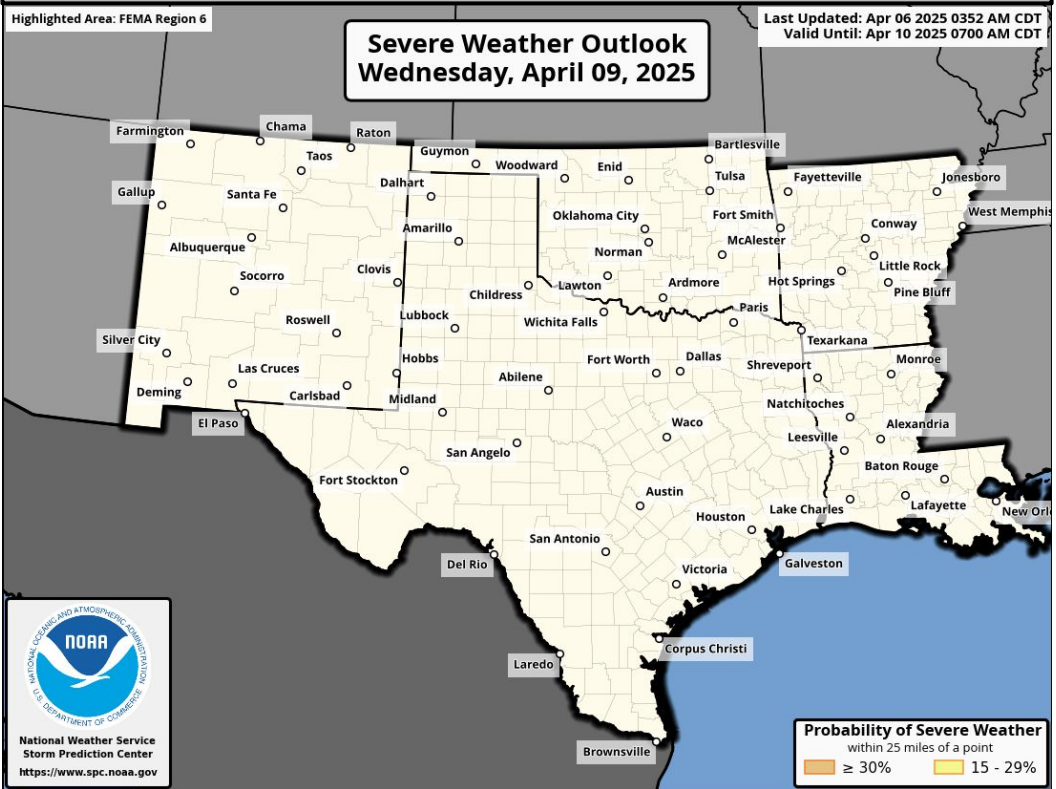 Highlighted Area: FEMA Region 6
Severe Weather Outlook
Wednesday, April 09, 2025
Last Updated: Apr 06 2025 0352 AM CDT
Valid Until: Apr 10 2025 0700 AM CDT
Farmington
Chama
Raton
Taos
Guymon
Woodward
Enid
Bartlesville
Tulsa
Fayetteville
Jonesboro
Gallup
Santa Fe
Dalhart
Amarillo
Oklahoma City
Fort Smith
West Memphis
Albuquerque
Norman
McAlester
Conway
Socorro
Clovis
Childress
Lawton
Ardmore
Hot Springs
Little Rock
Pine Bluff
Roswell
Lubbock
Wichita Falls
Paris
Texarkana
Silver City
Las Cruces
Hobbs
Fort Worth
Dallas
Shreveport
Monroe
Deming
Carlsbad
Midland
Abilene
Natchitoches
El Paso
San Angelo
Waco
Leesville
Alexandria
Fort Stockton
Austin
Baton Rouge
Houston
Lake Charles
Lafayette
New Orl
Del Rio
San Antonio
Victoria
Galveston
Laredo
Corpus Christi
Brownsville
NATIONAL OCEANIC AND ATMOSPHERIC ADMINISTRATION
NOAA
U.S. DEPARTMENT OF COMMERCE
National Weather Service
Storm Prediction Center
https://www.spc.noaa.gov
Probability of Severe Weather
within 25 miles of a point
≥ 30%
15 - 29%